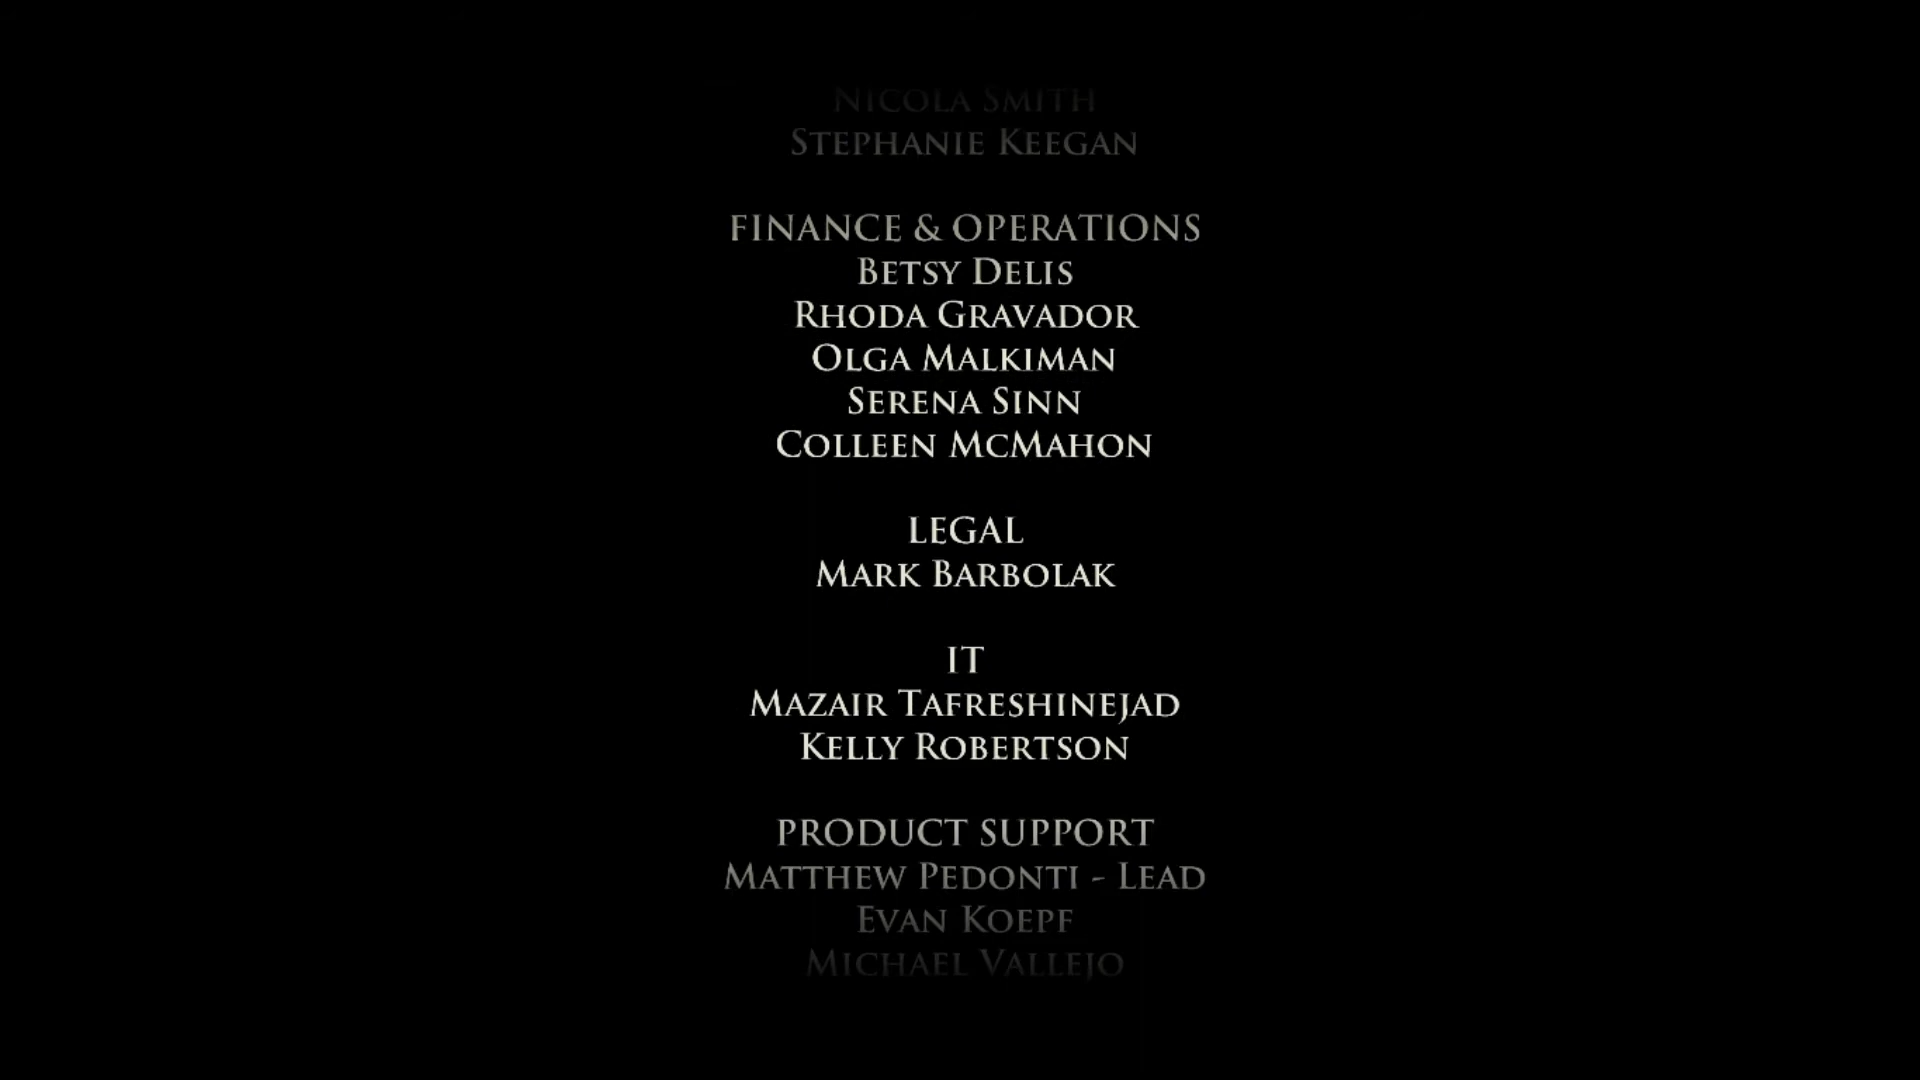 Nicola Smith
Stephanie Keegan
FINANCE & OPERATIONS
Betsy Delis
Rhoda Gravador
Olga Malkiman
Serena Sinn
Colleen McMahon
LEGAL
Mark Barbolak
IT
Mazair Tafreshinejad
Kelly Robertson
PRODUCT SUPPORT
Matthew Pedonti - Lead
Evan Koepf
Michael Vallejo